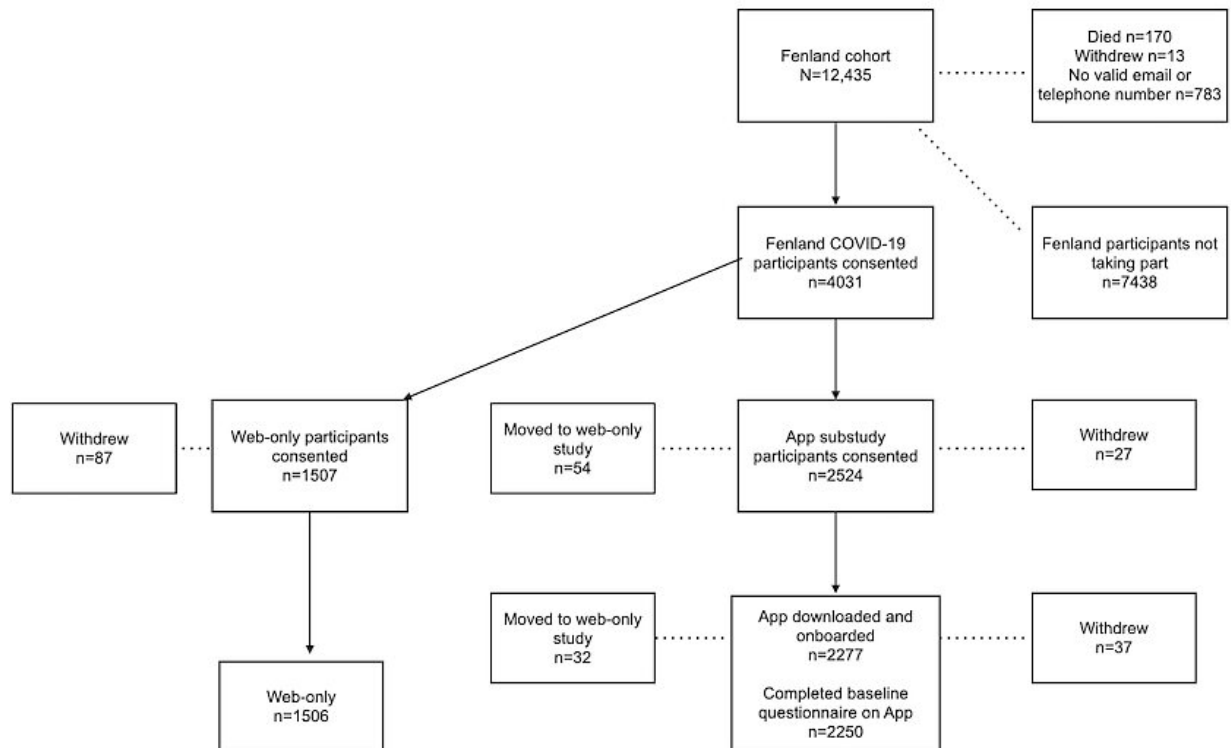 Fenland cohort
N=12,435
Died n=170
Withdrew n=13
No valid email or
telephone number n=783
Fenland COVID-19
participants consented
n=4031
Fenland participants not
taking part
n=7438
Withdrew
n=87
Web-only participants
consented
n=1507
Moved to web-only
study
n=54
App substudy
participants consented
n=2524
Withdrew
n=27
Web-only
n=1506
Moved to web-only
study
n=32
App downloaded and
onboarded
n=2277
Completed baseline
questionnaire on App
n=2250
Withdrew
n=37